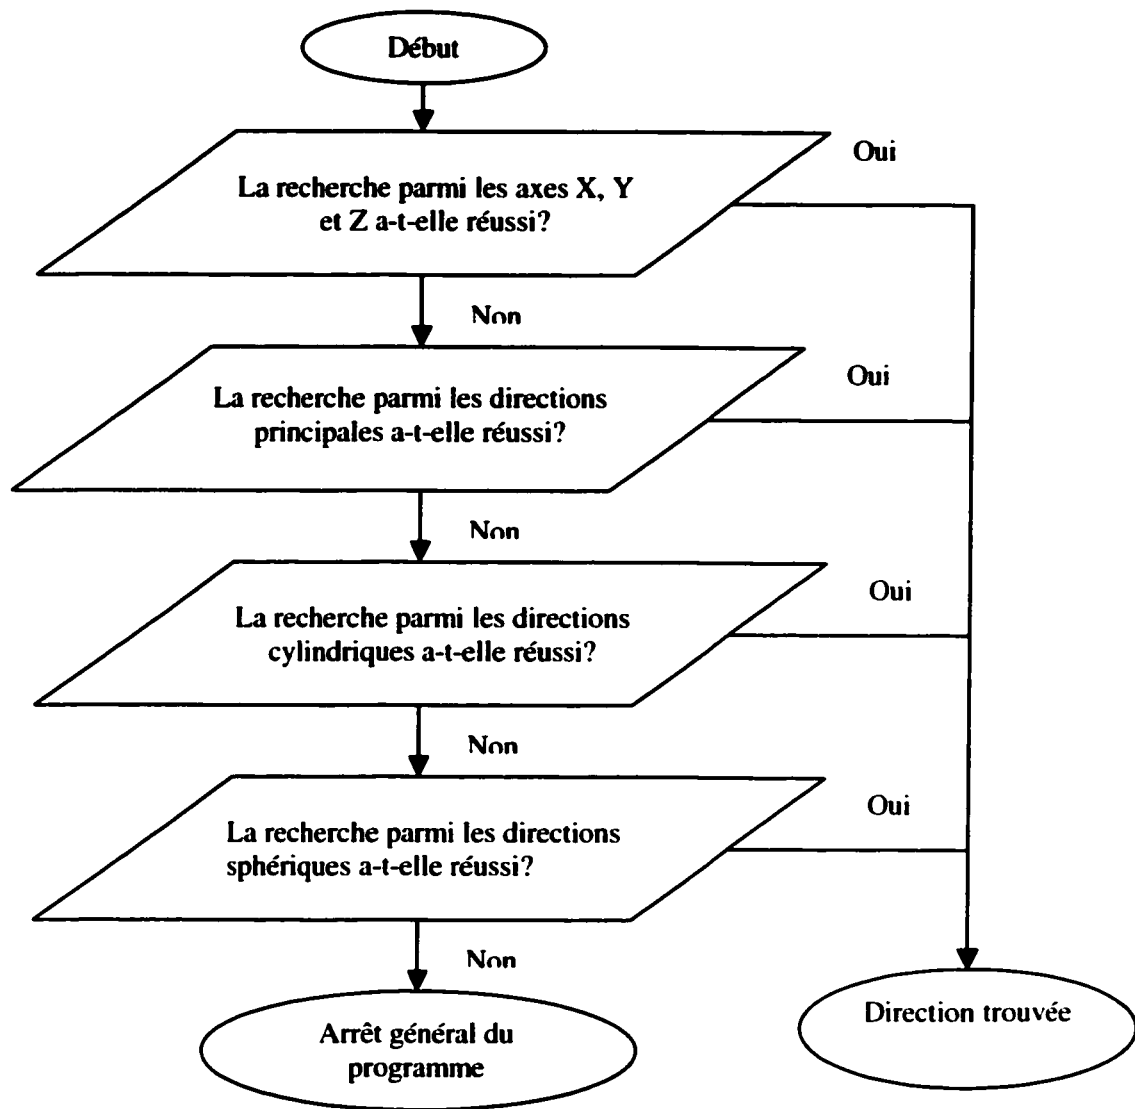 Début
Oui
La recherche parmi les axes X, Y
et Z a-t-elle réussi?
Non
Oui
La recherche parmi les directions
principales a-t-elle réussi?
Non
Oui
La recherche parmi les directions
cylindriques a-t-elle réussi?
Non
Oui
La recherche parmi les directions
sphériques a-t-elle réussi?
Non
Direction trouvée
Arrêt général du
programme